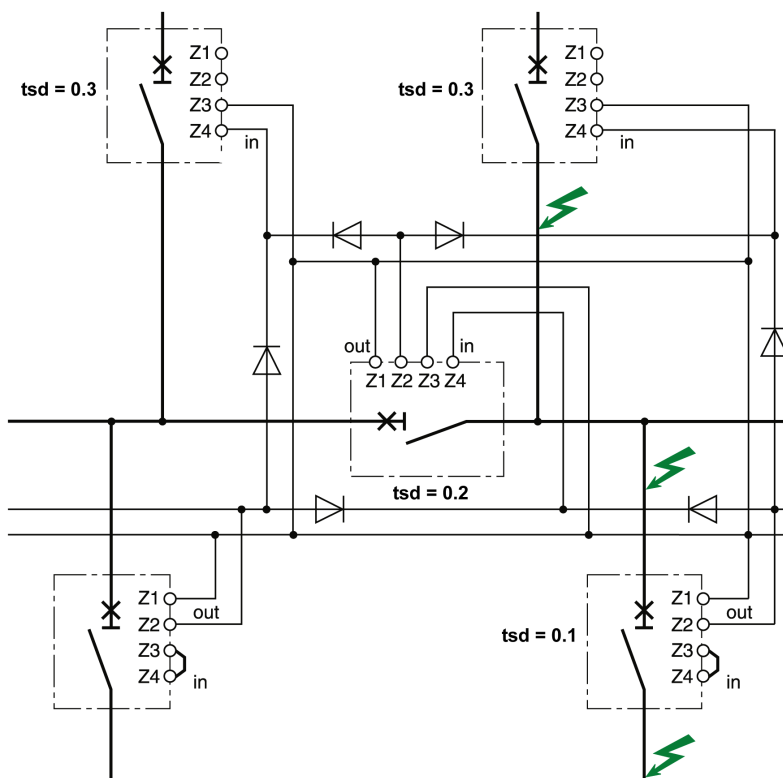 Z1
Z2
tsd = 0.3
Z3
Z4
in
Z1
Z2
tsd = 0.3
Z3
Z4
in
out
in
Z1 Z2 Z3 Z4
tsd = 0.2
Z1
out
Z2
Z3
Z4
in
Z1
out
Z2
tsd = 0.1
Z3
Z4
in